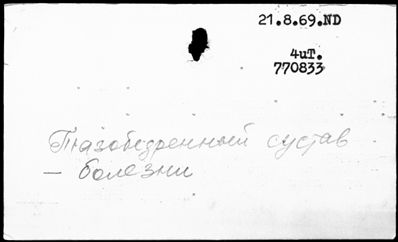 21.8.69.ND
4uT.
770833
Тазобедренный сустав
— болезни